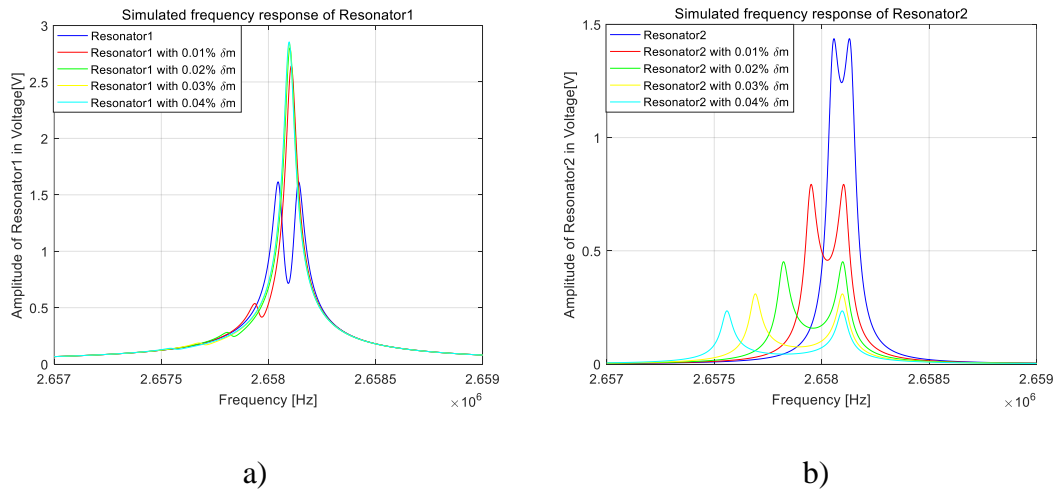 Simulated frequency response of Resonator1
Amplitude of Resonator1 in Voltage[V]
3
2.5
2
1.5
1
0.5
0
Resonator1
Resonator1 with 0.01% δm
Resonator1 with 0.02% δm
Resonator1 with 0.03% δm
Resonator1 with 0.04% δm
2.657 2.6575 2.658 2.6585 2.659
Frequency [Hz]
×10⁶
a)
Simulated frequency response of Resonator2
Amplitude of Resonator2 in Voltage[V]
1.5
1
0.5
0
Resonator2
Resonator2 with 0.01% δm
Resonator2 with 0.02% δm
Resonator2 with 0.03% δm
Resonator2 with 0.04% δm
2.657 2.6575 2.658 2.6585 2.659
Frequency [Hz]
×10⁶
b)